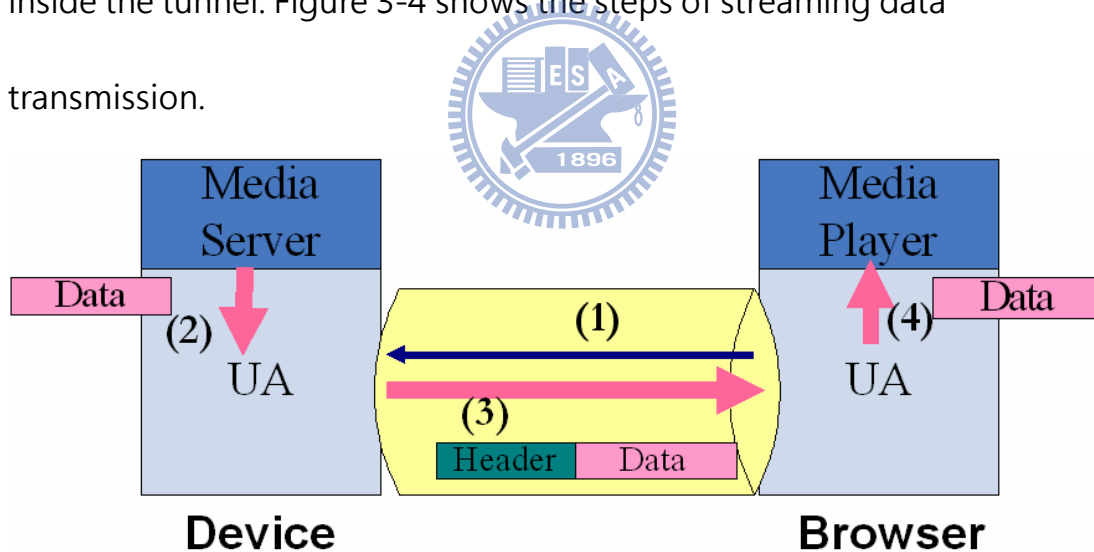 inside the tunnel. Figure 3-4 shows the steps of streaming data
transmission.
E S A
1896
Media
Server
Media
Player
Data
(2)
UA
(1)
(3)
Header Data
(4)
Data
UA
Device
Browser